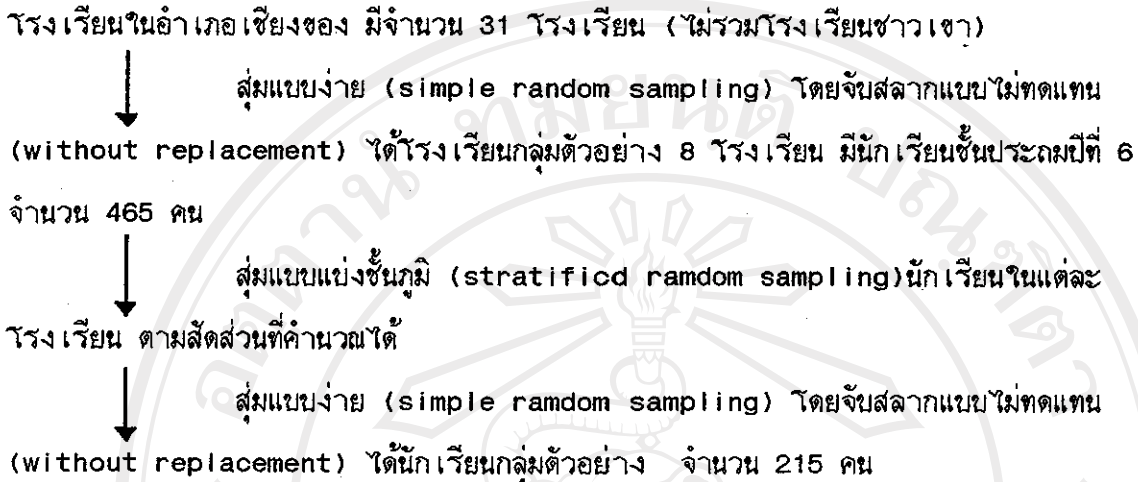 โรงเรียนในอำเภอเชียงของ มีจำนวน 31 โรงเรียน (ไม่รวมโรงเรียนชาวเขา)
สุ่มแบบง่าย (simple random sampling) โดยจับสลากแบบไม่ทดแทน
(without replacement) ได้โรงเรียนกลุ่มตัวอย่าง 8 โรงเรียน มีนักเรียนชั้นประถมปีที่ 6
จำนวน 465 คน
สุ่มแบบแบ่งชั้นภูมิ (stratificd ramdom sampling)นักเรียนในแต่ละ
โรงเรียน ตามสัดส่วนที่คำนวณได้
สุ่มแบบง่าย (simple ramdom sampling) โดยจับสลากแบบไม่ทดแทน
(without replacement) ได้นักเรียนกลุ่มตัวอย่าง จำนวน 215 คน